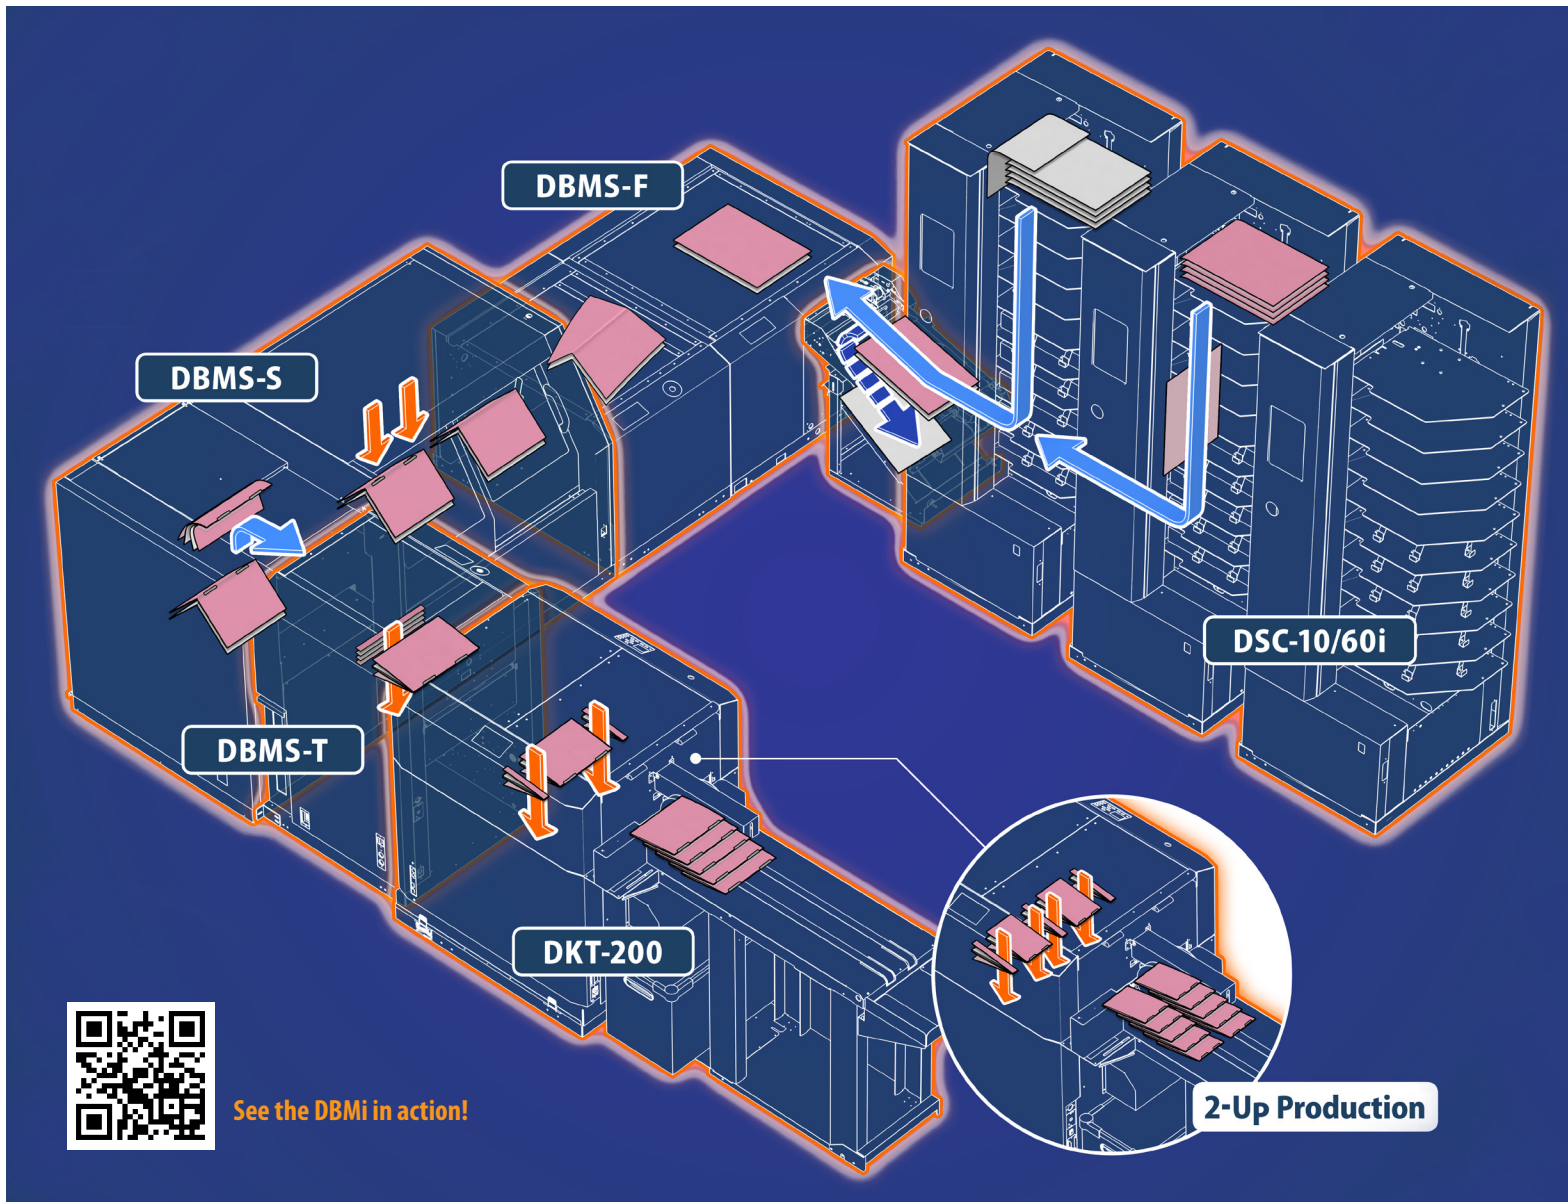 DBMS-F
DBMS-S
DSC-10/60i
DBMS-T
DKT-200
See the DBMi in action!
2-Up Production